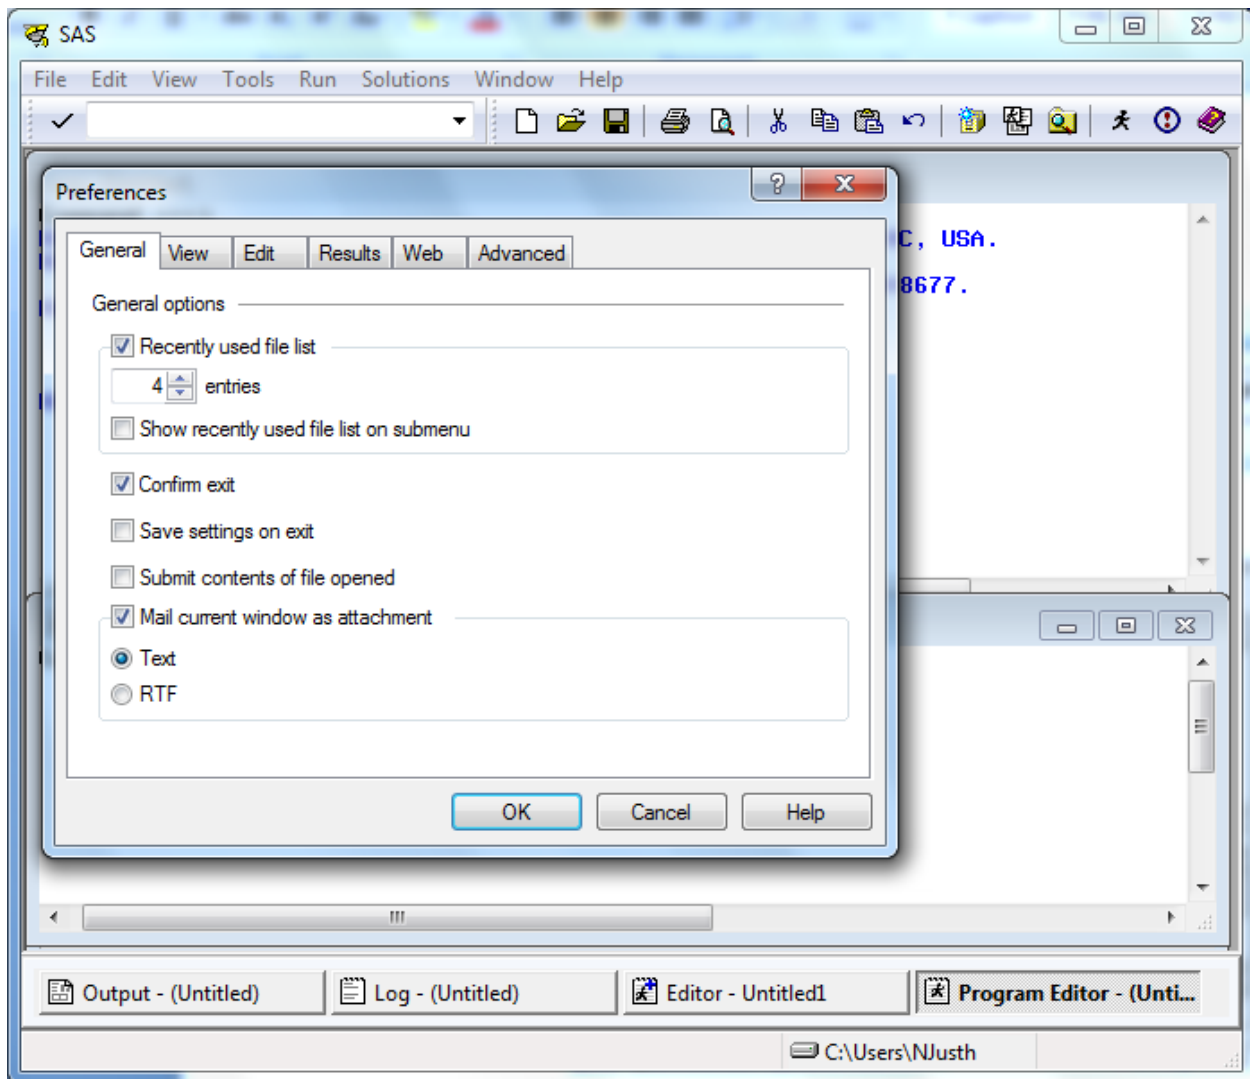 SAS
File Edit View Tools Run Solutions Window Help
Preferences
General View Edit Results Web Advanced
C, USA.
8677.
General options
Recently used file list
4 entries
Show recently used file list on submenu
Confirm exit
Save settings on exit
Submit contents of file opened
Mail current window as attachment
Text
RTF
OK Cancel Help
Output - (Untitled) Log - (Untitled) Editor - Untitled1 Program Editor - (Unti...
C:\Users\NJusth